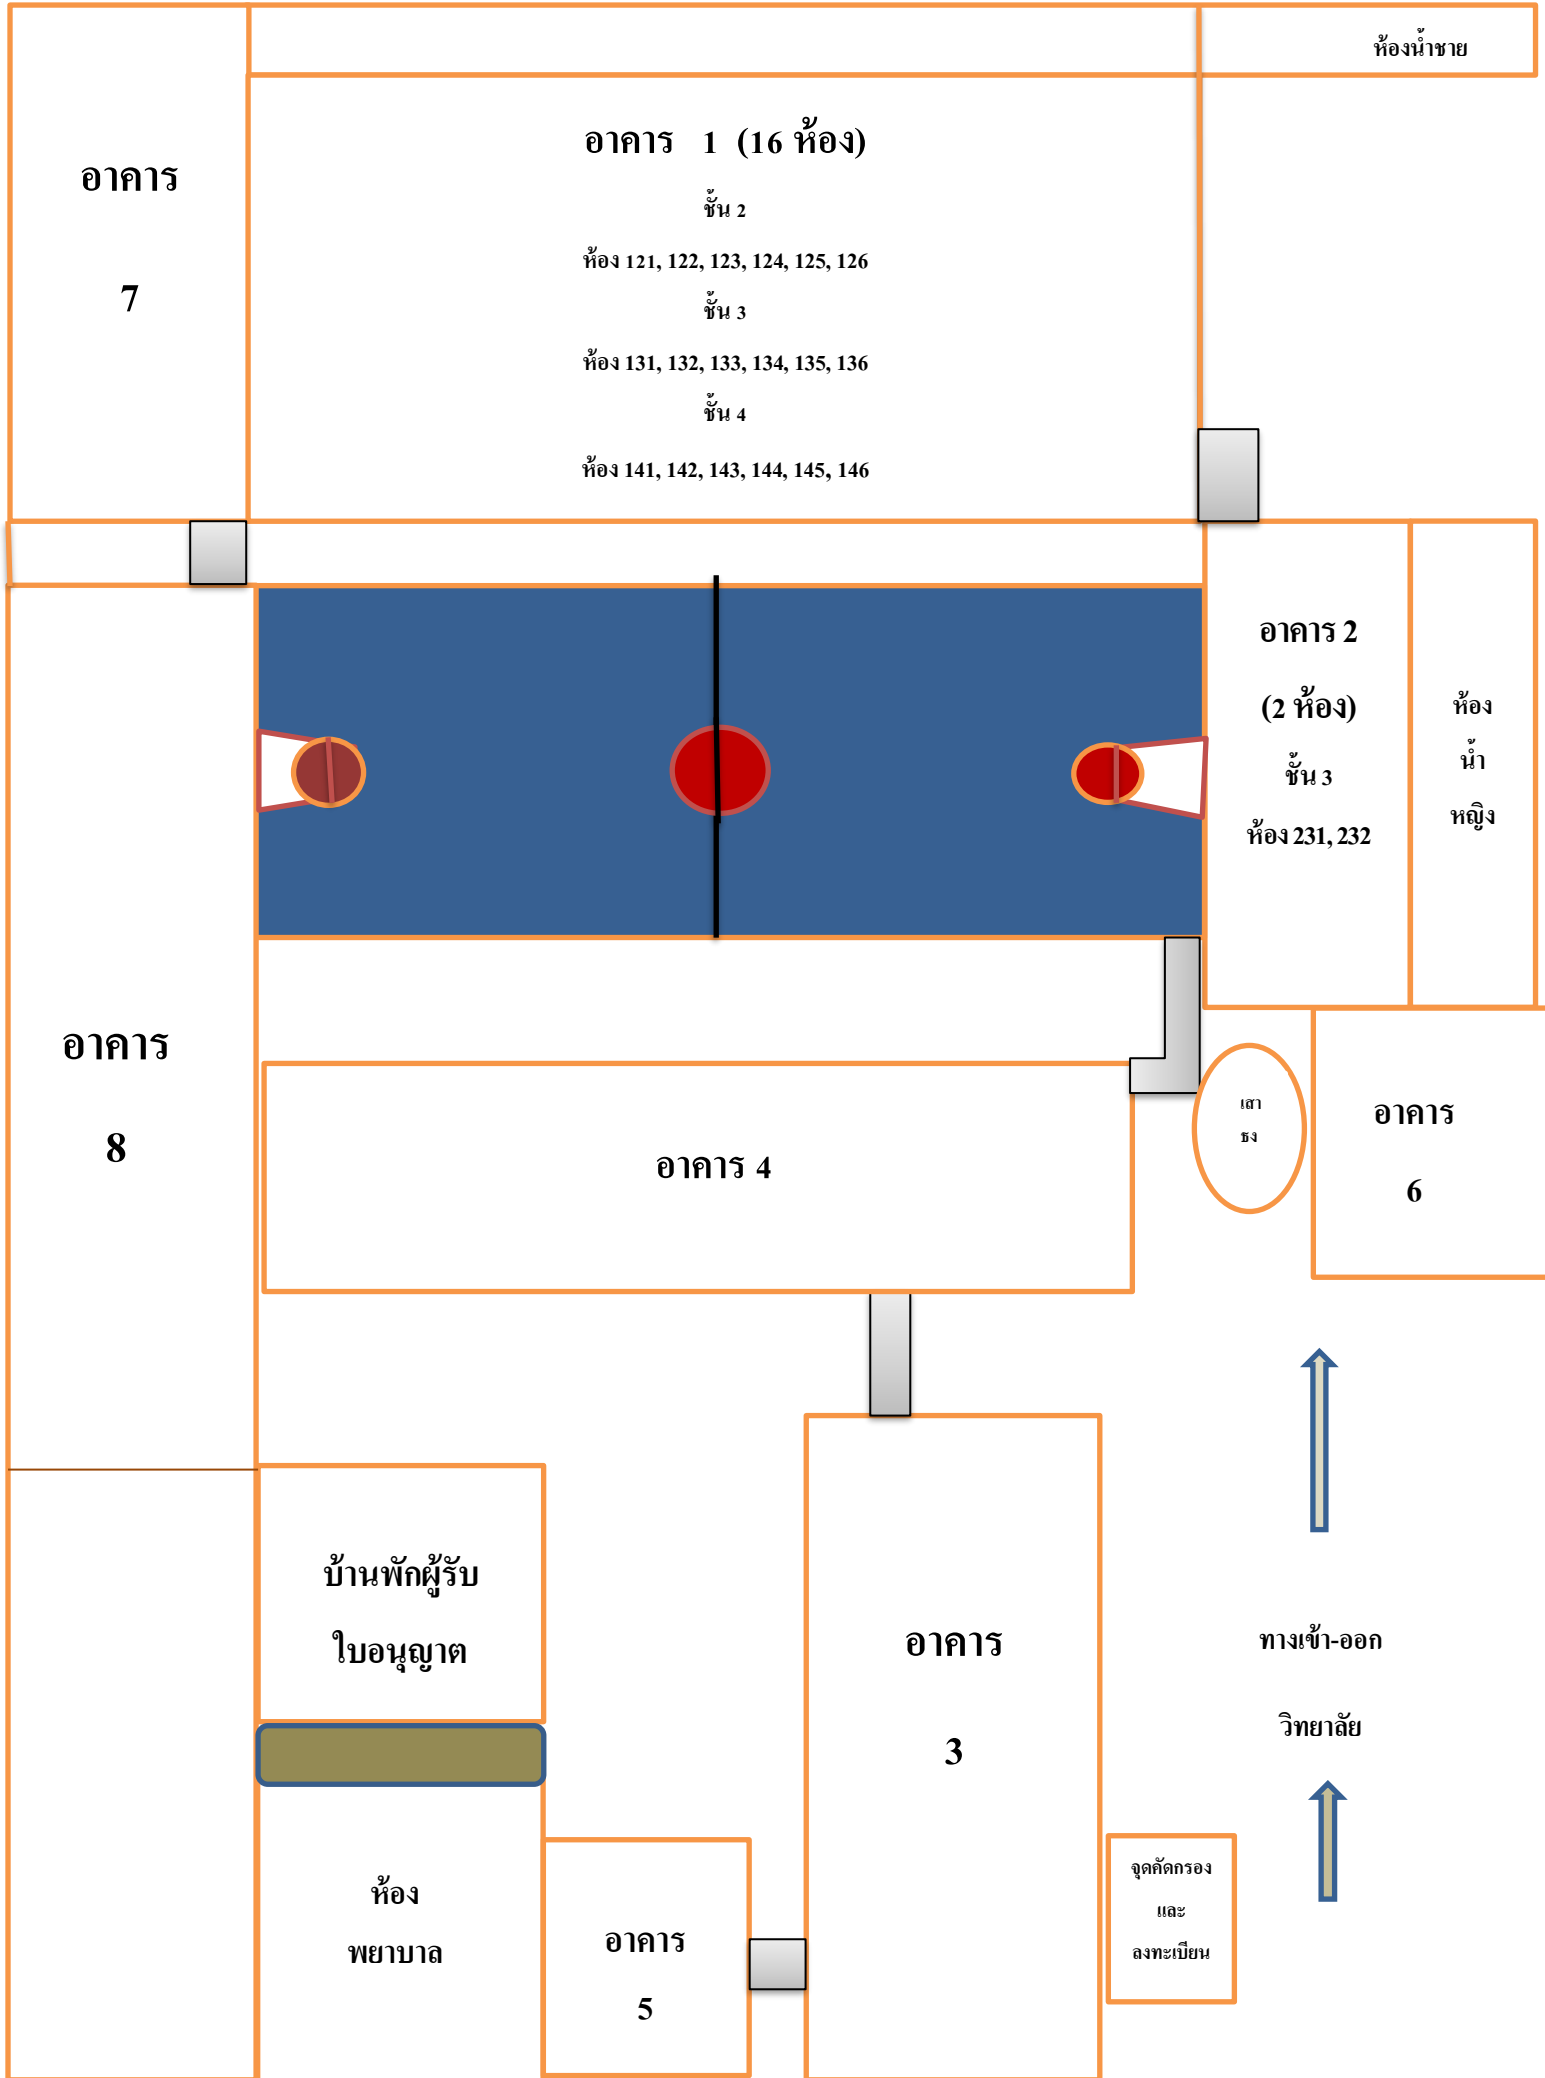 ห้องน้ำชาย
อาคาร
7
อาคาร 1 (16 ห้อง)
ชั้น 2
ห้อง 121, 122, 123, 124, 125, 126
ชั้น 3
ห้อง 131, 132, 133, 134, 135, 136
ชั้น 4
ห้อง 141, 142, 143, 144, 145, 146
อาคาร 2
(2 ห้อง)
ชั้น 3
ห้อง 231, 232
ห้อง
น้ำ
หญิง
อาคาร
8
อาคาร 4
เสา
ธง
อาคาร
6
บ้านพักผู้รับ
ใบอนุญาต
อาคาร
3
ทางเข้า-ออก
วิทยาลัย
ห้อง
พยาบาล
อาคาร
5
จุดคัดกรอง
และ
ลงทะเบียน